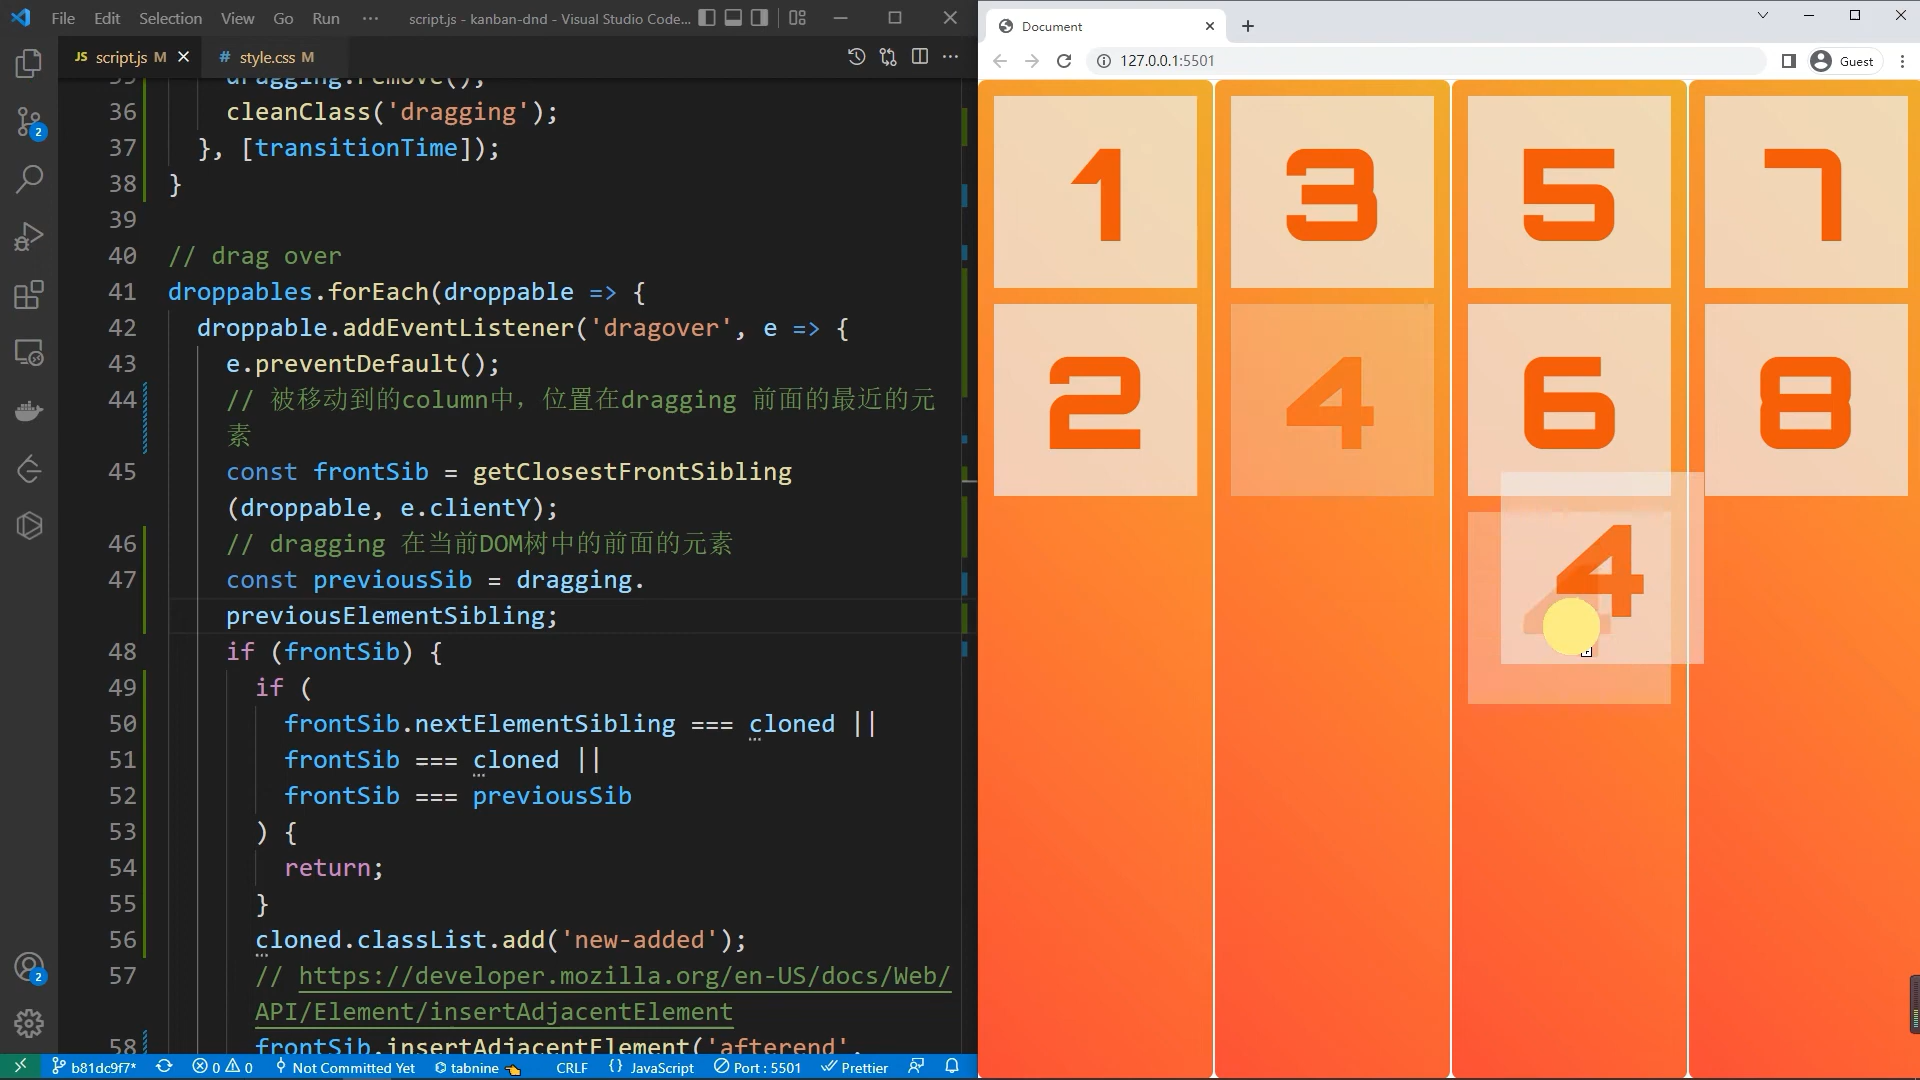 File Edit Selection View Go Run ··· script.js - kanban-dnd - Visual Studio Code...
JS script.js M
# style.css M
35 dragging.remove();
36 cleanClass('dragging');
37 }, [transitionTime]);
38 }
39
40 // drag over
41 droppables.forEach(droppable => {
42 droppable.addEventListener('dragover', e => {
43 e.preventDefault();
44 // 被移动到的column中，位置在dragging 前面的最近的元
素
45 const frontSib = getClosestFrontSibling
(droppable, e.clientY);
46 // dragging 在当前DOM树中的前面的元素
47 const previousSib = dragging.
previousElementSibling;
48 if (frontSib) {
49 if (
50 frontSib.nextElementSibling === cloned ||
51 frontSib === cloned ||
52 frontSib === previousSib
53 ) {
54 return;
55 }
56 cloned.classList.add('new-added');
57 // https://developer.mozilla.org/en-US/docs/Web/
API/Element/insertAdjacentElement
58 frontSib.insertAdjacentElement('afterend',
2
2
b81dc9f7* 0 0 Not Committed Yet tabnine CRLF {} JavaScript Port : 5501 Prettier
Document
127.0.0.1:5501
Guest
1 3 5 7
2 4 6 8
4
4